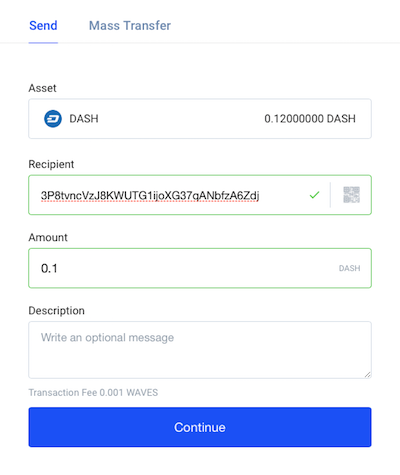 Send Mass Transfer
Asset
DASH 0.12000000 DASH
Recipient
3P8tvncVzJ8KWUTG1ijoXG37qANbfzA6Zdj
Amount
0.1 DASH
Description
Write an optional message
Transaction Fee 0.001 WAVES
Continue